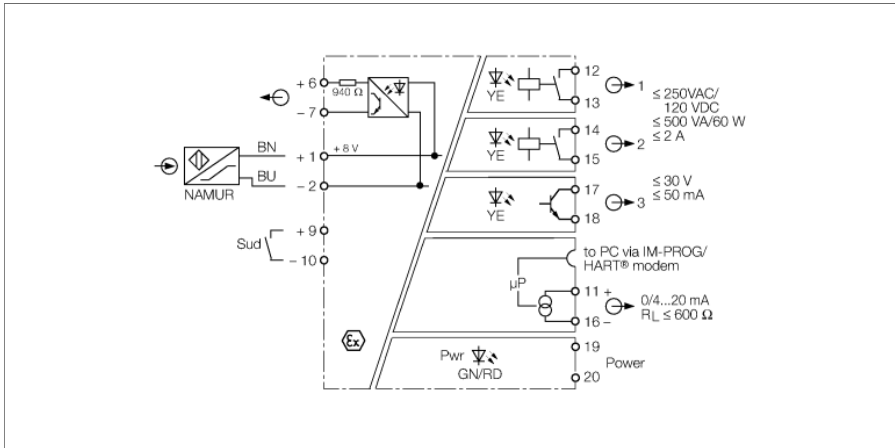 + 6
940 Ω
- 7
BN
+ 1
+ 8 V
BU
- 2
NAMUR
+ 9
Sud
- 10
Ex
YE
12
13
1
≤ 250VAC/
120 VDC
≤ 500 VA/60 W
≤ 2 A
YE
14
15
2
YE
17
18
3
≤ 30 V
≤ 50 mA
to PC via IM-PROG/
HART® modem
µP
11 +
16 −
0/4...20 mA
RL ≤ 600 Ω
Pwr
GN/RD
19
20
Power